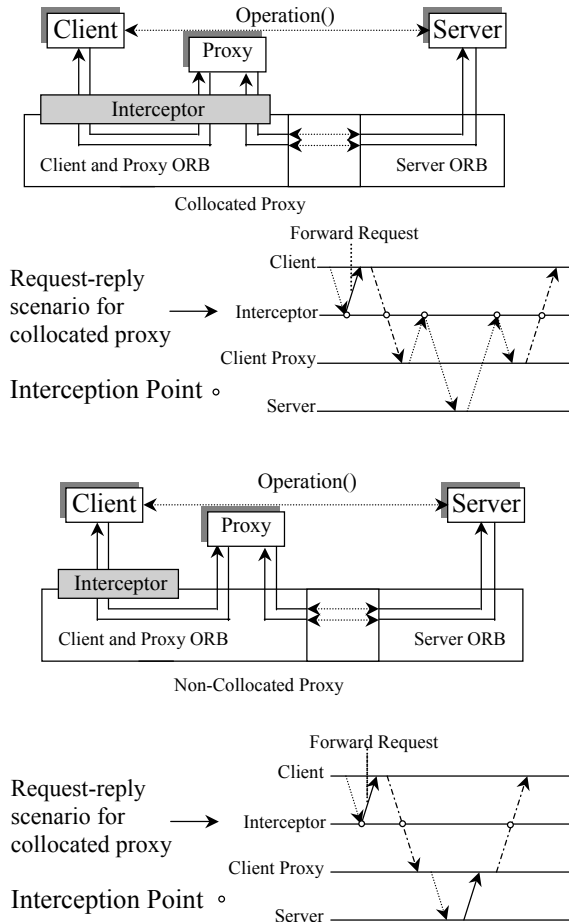 Operation()
Client
Server
Proxy
Interceptor
Client and Proxy ORB
Server ORB
Collocated Proxy
Forward Request
Client
Request-reply
scenario for
collocated proxy
Interceptor
Client Proxy
Interception Point
Server
Operation()
Client
Server
Proxy
Interceptor
Client and Proxy ORB
Server ORB
Non-Collocated Proxy
Forward Request
Client
Request-reply
scenario for
collocated proxy
Interceptor
Client Proxy
Interception Point
Server